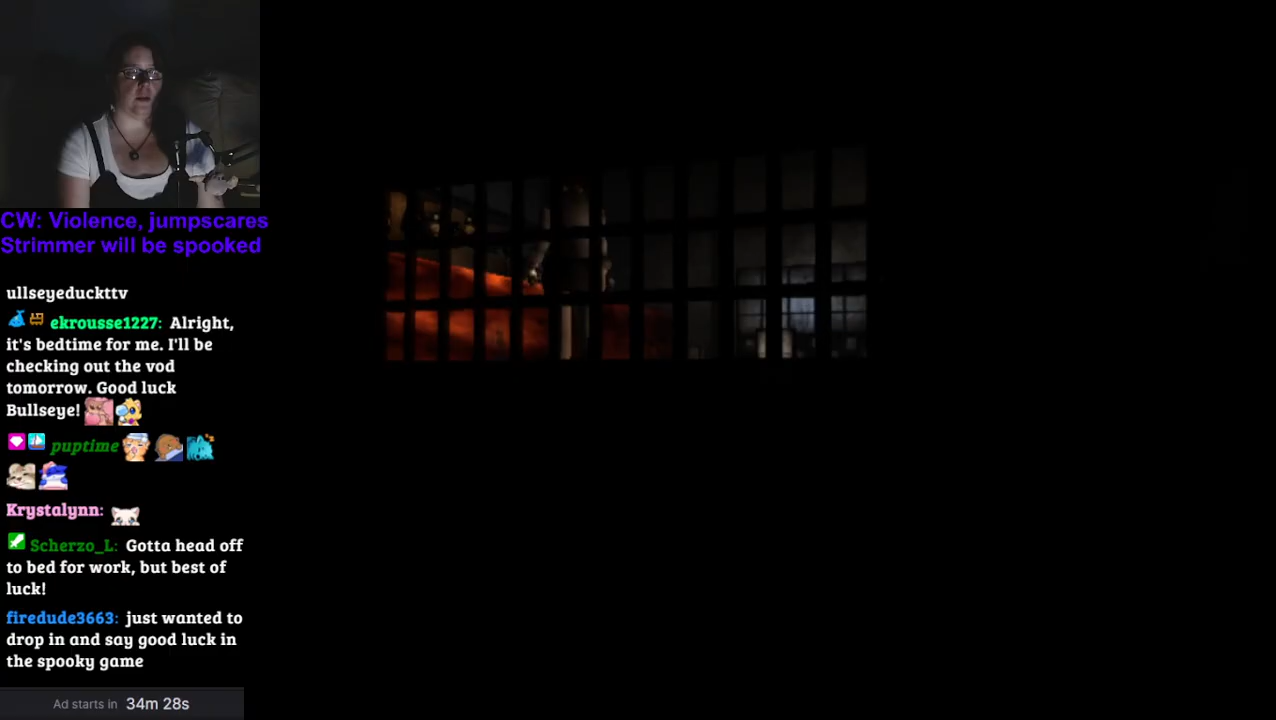 CW: Violence, jumpscares
Strimmer will be spooked
ullseyeduckttv
ekrousse1227: Alright,
it's bedtime for me. I'll be
checking out the vod
tomorrow. Good luck
Bullseye!
puptime
Krystalynn:
Scherzo_L: Gotta head off
to bed for work, but best of
luck!
firedude3663: just wanted to
drop in and say good luck in
the spooky game
Ad starts in 34m 28s